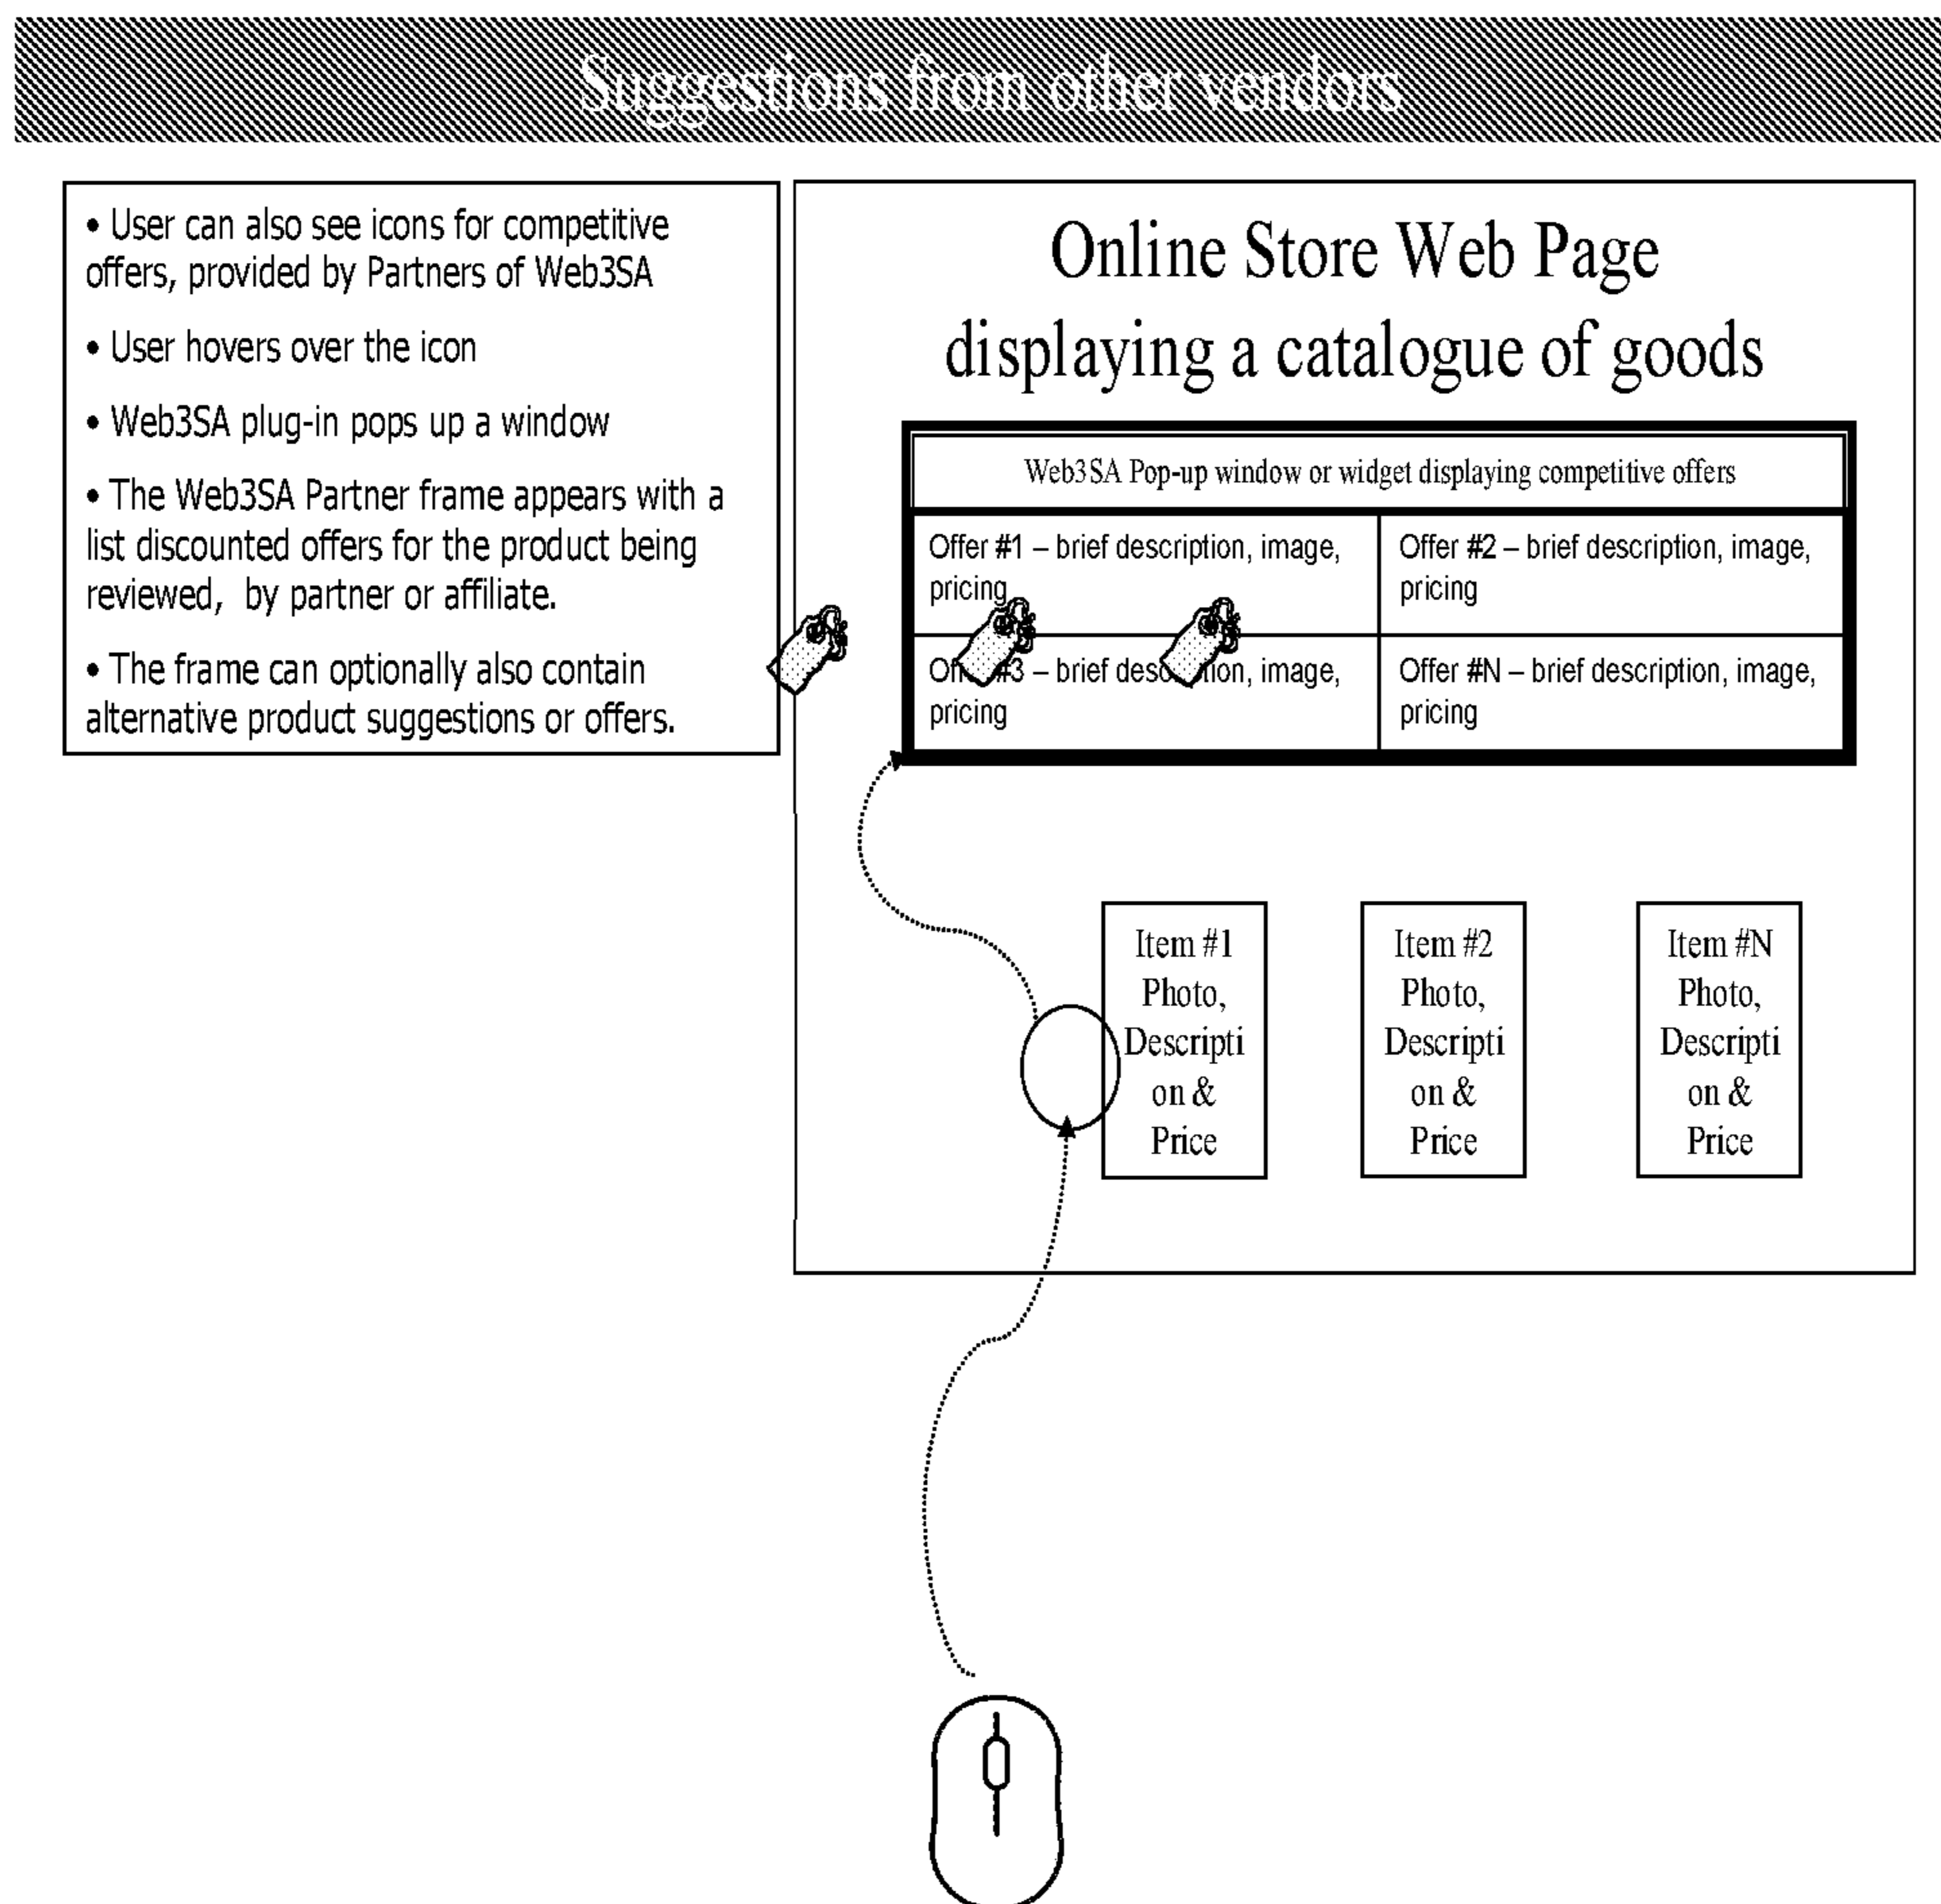 Suggestions from other vendors
• User can also see icons for competitive
offers, provided by Partners of Web3SA
• User hovers over the icon
• Web3SA plug-in pops up a window
• The Web3SA Partner frame appears with a
list discounted offers for the product being
reviewed, by partner or affiliate.
• The frame can optionally also contain
alternative product suggestions or offers.
Online Store Web Page
displaying a catalogue of goods
Web3SA Pop-up window or widget displaying competitive offers
Offer #1 – brief description, image,
pricing
Offer #2 – brief description, image,
pricing
#3 – brief image,
pricing
Offer #N – brief description, image,
pricing
Item #1
Photo,
Descripti
on &
Price
Item #2
Photo,
Descripti
on &
Price
Item #N
Photo,
Descripti
on &
Price